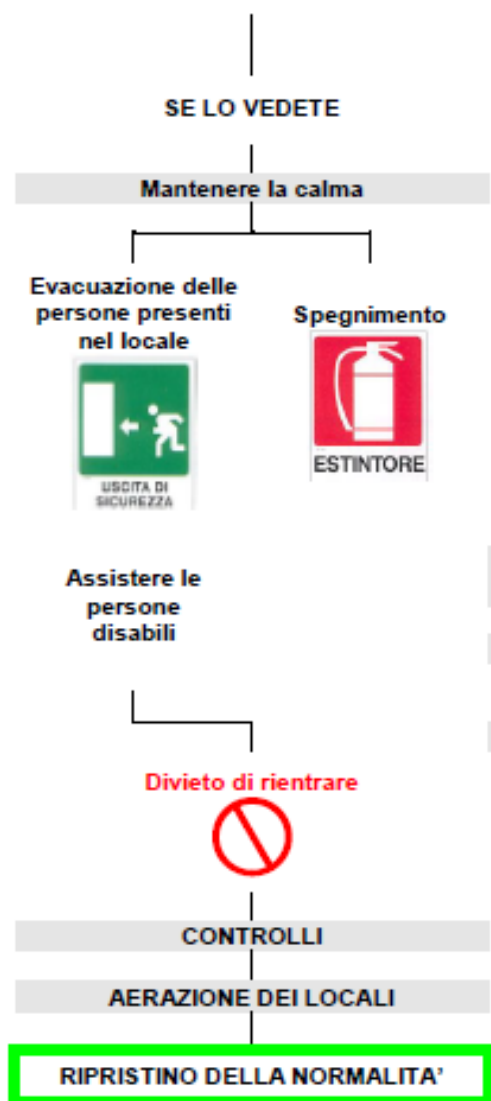 SE LO VEDETE
Mantenere la calma
Evacuazione delle
persone presenti
nel locale
Spegnimento
USCITA DI
SICUREZZA
ESTINTORE
Assistere le
persone
disabili
Divieto di rientrare
CONTROLLI
AERAZIONE DEI LOCALI
RIPRISTINO DELLA NORMALITA’